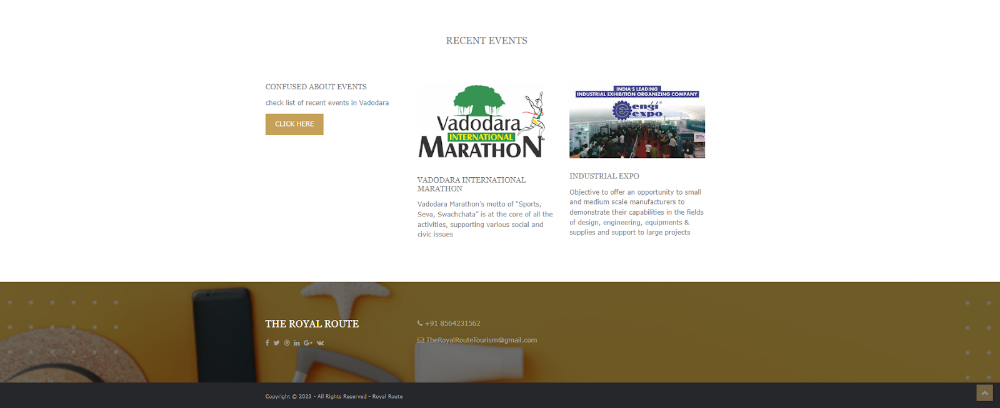 RECENT EVENTS
CONFUSED ABOUT EVENTS
check list of recent events in Vadodara
CLICK HERE
Vadodara
INTERNATIONAL
MARATHON
VADODARA INTERNATIONAL
MARATHON
Vadodara Marathon's motto of “Sports,
Seva, Swachchata” is at the core of all the
activities, supporting various social and
civic issues
INDIA'S LEADING
INDUSTRIAL EXHIBITION ORGANIZING COMPANY
engi
expo
INDUSTRIAL EXPO
Objective to offer an opportunity to small
and medium scale manufacturers to
demonstrate their capabilities in the fields
of design, engineering, equipments &
supplies and support to large projects
THE ROYAL ROUTE
+91 8564231562
TheRoyalRouteTourism@gmail.com
Copyright © 2023 - All Rights Reserved - Royal Route